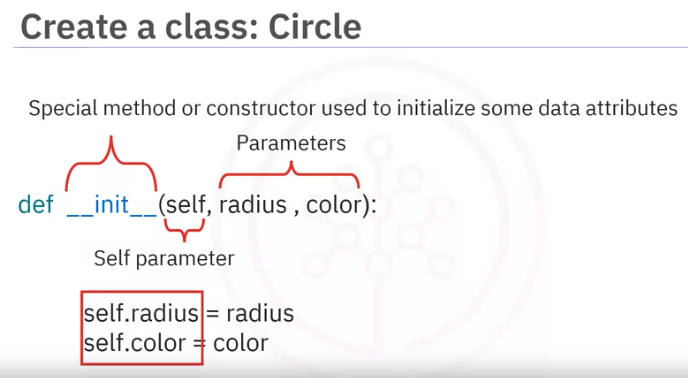 Create a class: Circle
Special method or constructor used to initialize some data attributes
Parameters
def __init__(self, radius , color):
Self parameter
self.radius = radius
self.color = color